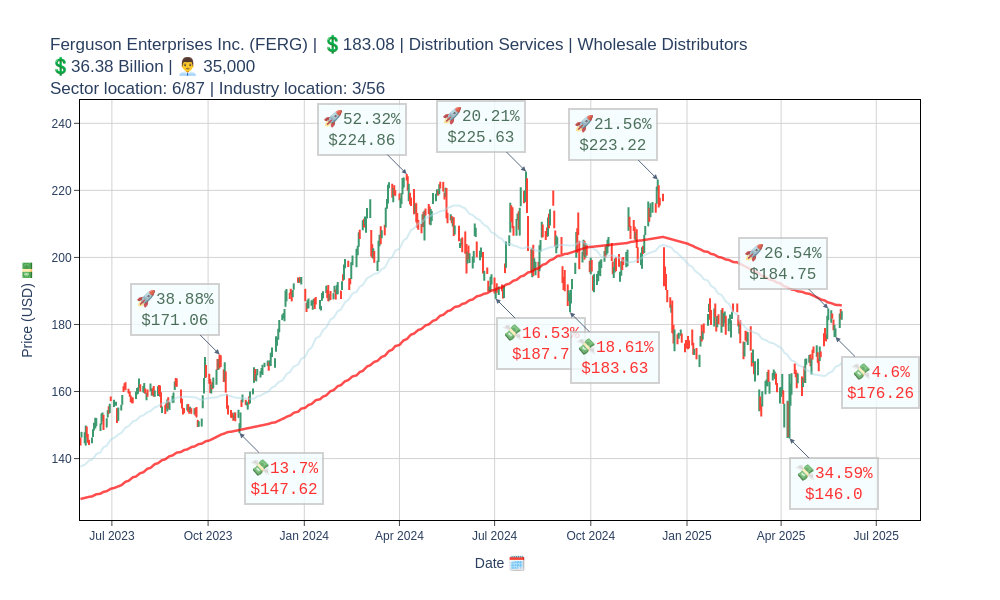 Ferguson Enterprises Inc. (FERG) | 💲183.08 | Distribution Services | Wholesale Distributors
💲36.38 Billion | 👨‍💼 35,000
Sector location: 6/87 | Industry location: 3/56
🚀52.32%
$224.86
🚀20.21%
$225.63
🚀21.56%
$223.22
🚀26.54%
$184.75
🚀38.88%
$171.06
💸16.53%
$187.7
💸18.61%
$183.63
💸4.6%
$176.26
💸13.7%
$147.62
💸34.59%
$146.0
240
220
200
180
160
140
Price (USD) 💵
Jul 2023
Oct 2023
Jan 2024
Apr 2024
Jul 2024
Oct 2024
Jan 2025
Apr 2025
Jul 2025
Date 🗓️